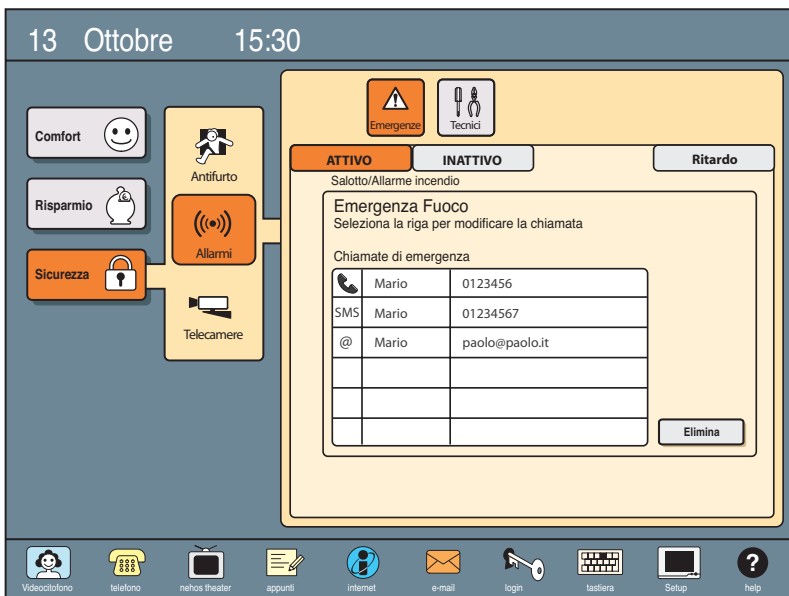 13 Ottobre 15:30
Comfort
Risparmio
Sicurezza
Antifurto
Allarmi
Telecamere
Emergenze
Tecnici
ATTIVO
INATTIVO
Ritardo
Salotto/Allarme incendio
Emergenza Fuoco
Seleziona la riga per modificare la chiamata
Chiamate di emergenza
Mario 0123456
SMS Mario 01234567
@ Mario paolo@paolo.it
Elimina
Videocitofono
telefono
nehos theater
appunti
internet
e-mail
login
tastiera
Setup
help